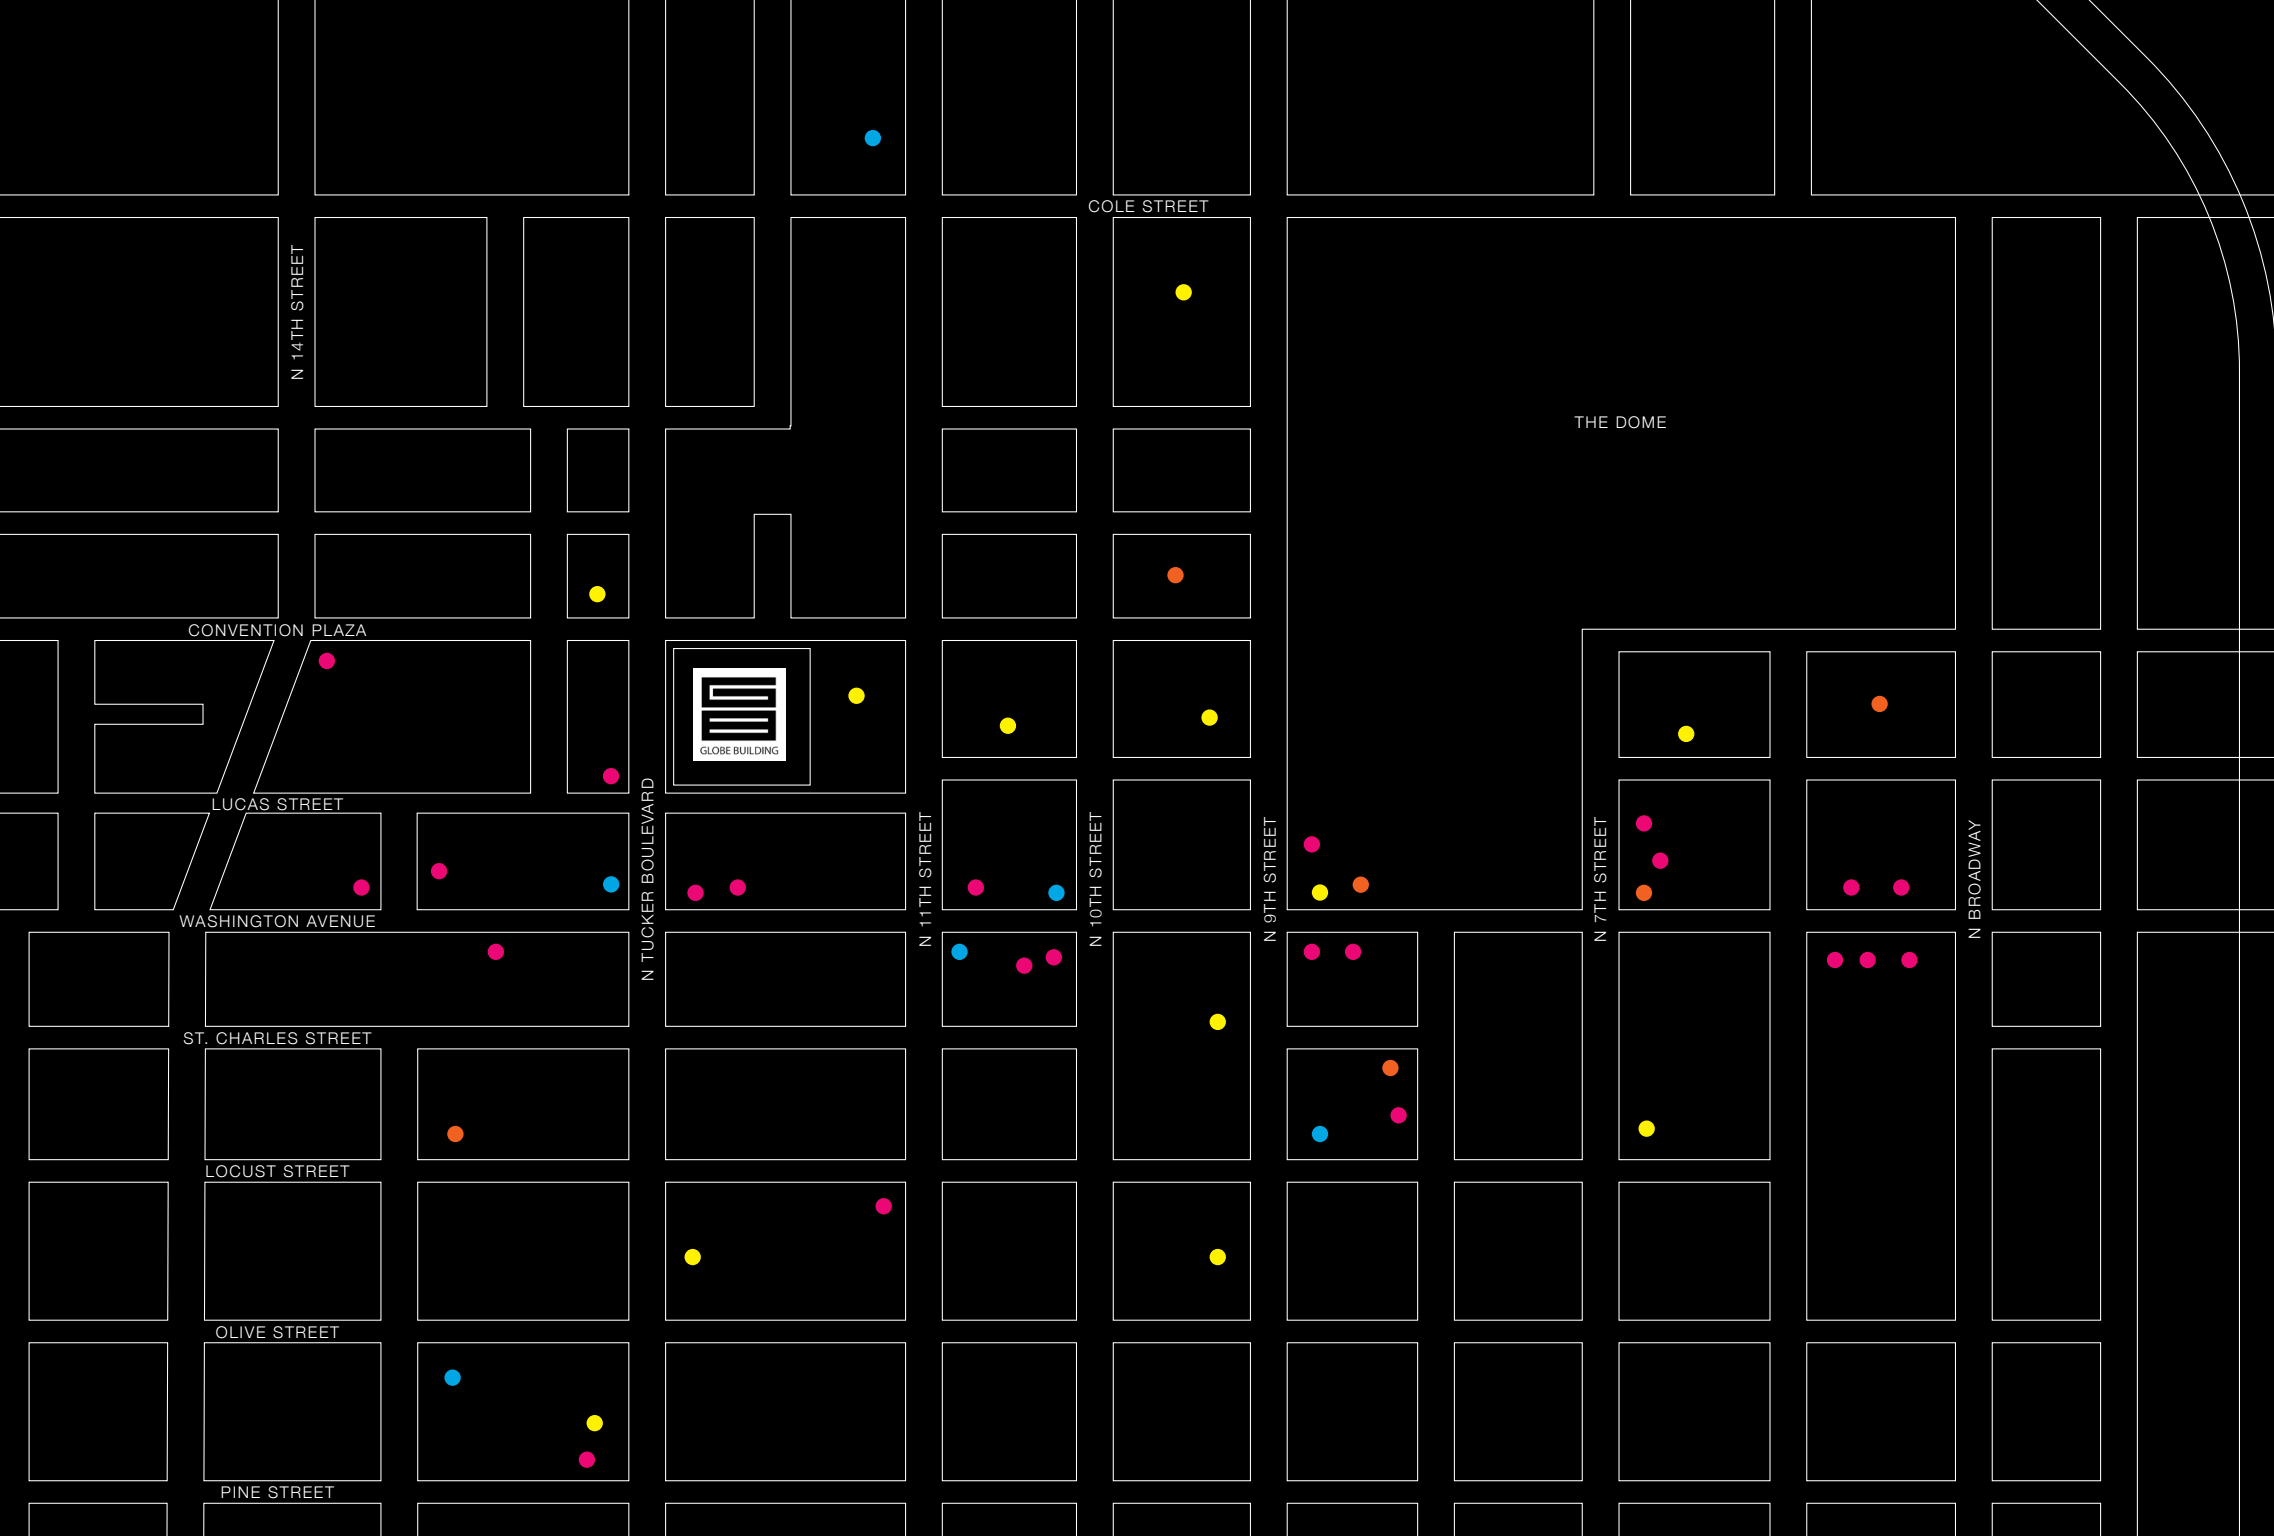 COLE STREET
N 14TH STREET
THE DOME
CONVENTION PLAZA
GLOBE BUILDING
LUCAS STREET
N TUCKER BOULEVARD
N 11TH STREET
N 10TH STREET
N 9TH STREET
N 7TH STREET
N BROADWAY
WASHINGTON AVENUE
ST. CHARLES STREET
LOCUST STREET
OLIVE STREET
PINE STREET